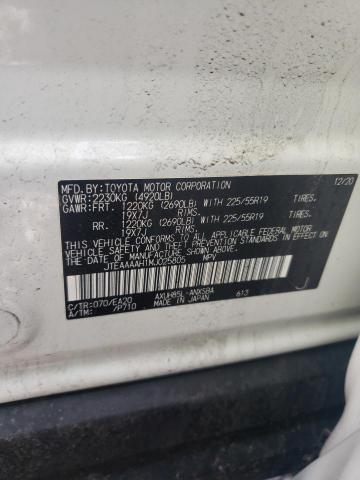 MFD.BY:TOYOTA MOTOR CORPORATION 12/20
GVWR:2230KG (4920LB)
GAWR:FRT. 1220KG (2690LB) WITH 225/55R19 TIRES,
19X7J RIMS,
RR. 1220KG (2690LB) WITH 225/55R19 TIRES,
19X7J RIMS,
THIS VEHICLE CONFORMS TO ALL APPLICABLE
FEDERAL MOTOR VEHICLE SAFETY, BUMPER, AND
THEFT PREVENTION STANDARDS IN EFFECT ON
THE DATE OF MANUFACTURE SHOWN ABOVE.
JTEAAAAH1MJ025805 MPV
C/TR:070/EA20 AXUH85L-ANXSBA 613
A/TM: /P710 MADE IN JAPAN
J